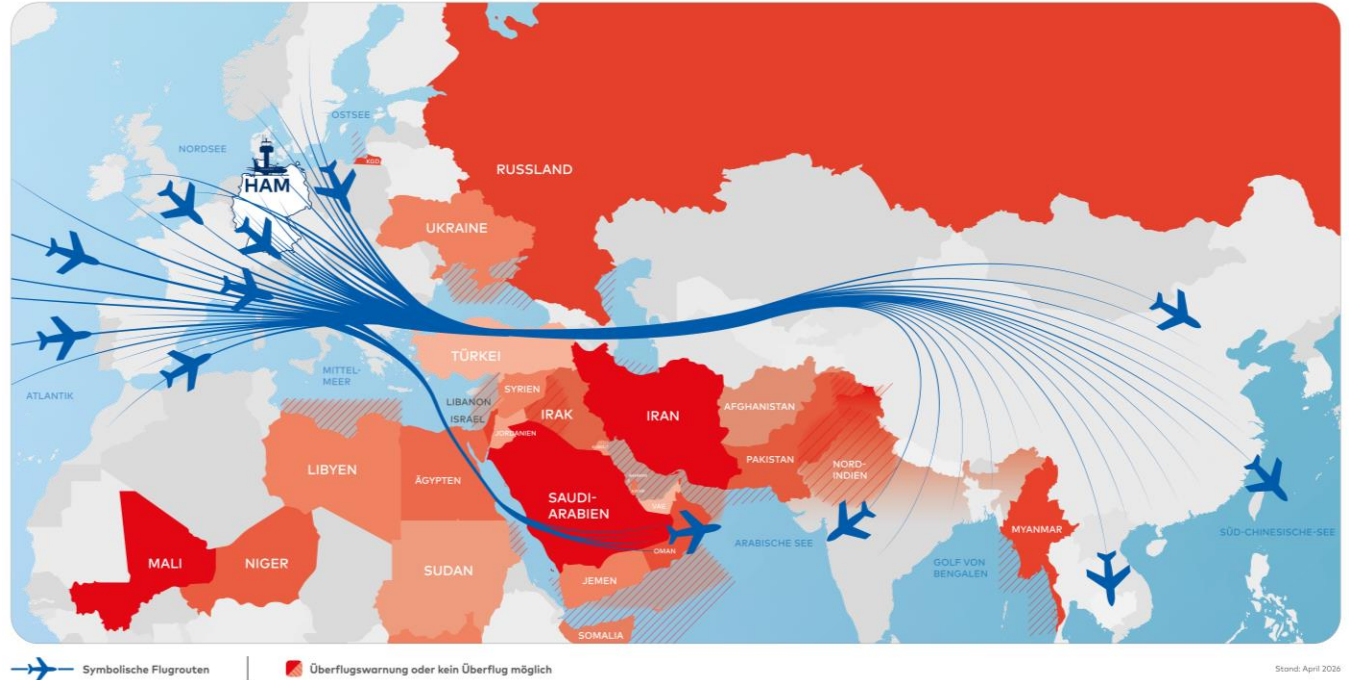 OSTSEE
NORDSEE
HAM
KGD
RUSSLAND
UKRAINE
TÜRKEI
MITTEL-
MEER
ATLANTIK
SYRIEN
LIBANON
ISRAEL
IRAK
IRAN
JORDANIEN
AFGHANISTAN
PAKISTAN
NORD-
INDIEN
LIBYEN
ÄGYPTEN
SAUDI-
ARABIEN
VAE
OMAN
ARABISCHE SEE
MYANMAR
SÜD-CHINESISCHE-SEE
GOLF VON
BENGALEN
MALI
NIGER
SUDAN
JEMEN
SOMALIA
Symbolische Flugrouten
Überflugswarnung oder kein Überflug möglich
Stand: April 2026